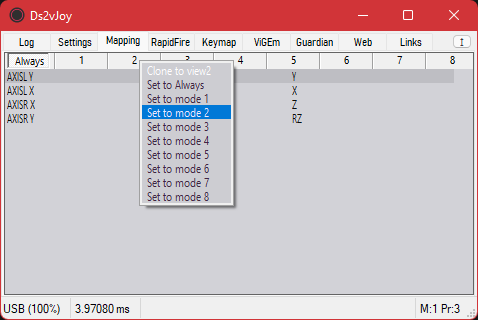 Ds2vJoy
Log Settings Mapping RapidFire Keymap ViGEm Guardian Web Links
Always 1 2 3 4 5 6 7 8
AXISL Y Y
AXISL X X
AXISR X Z
AXISR Y RZ
Clone to view2
Set to Always
Set to mode 1
Set to mode 2
Set to mode 3
Set to mode 4
Set to mode 5
Set to mode 6
Set to mode 7
Set to mode 8
USB (100%) 3.97080 ms M:1 Pr:3